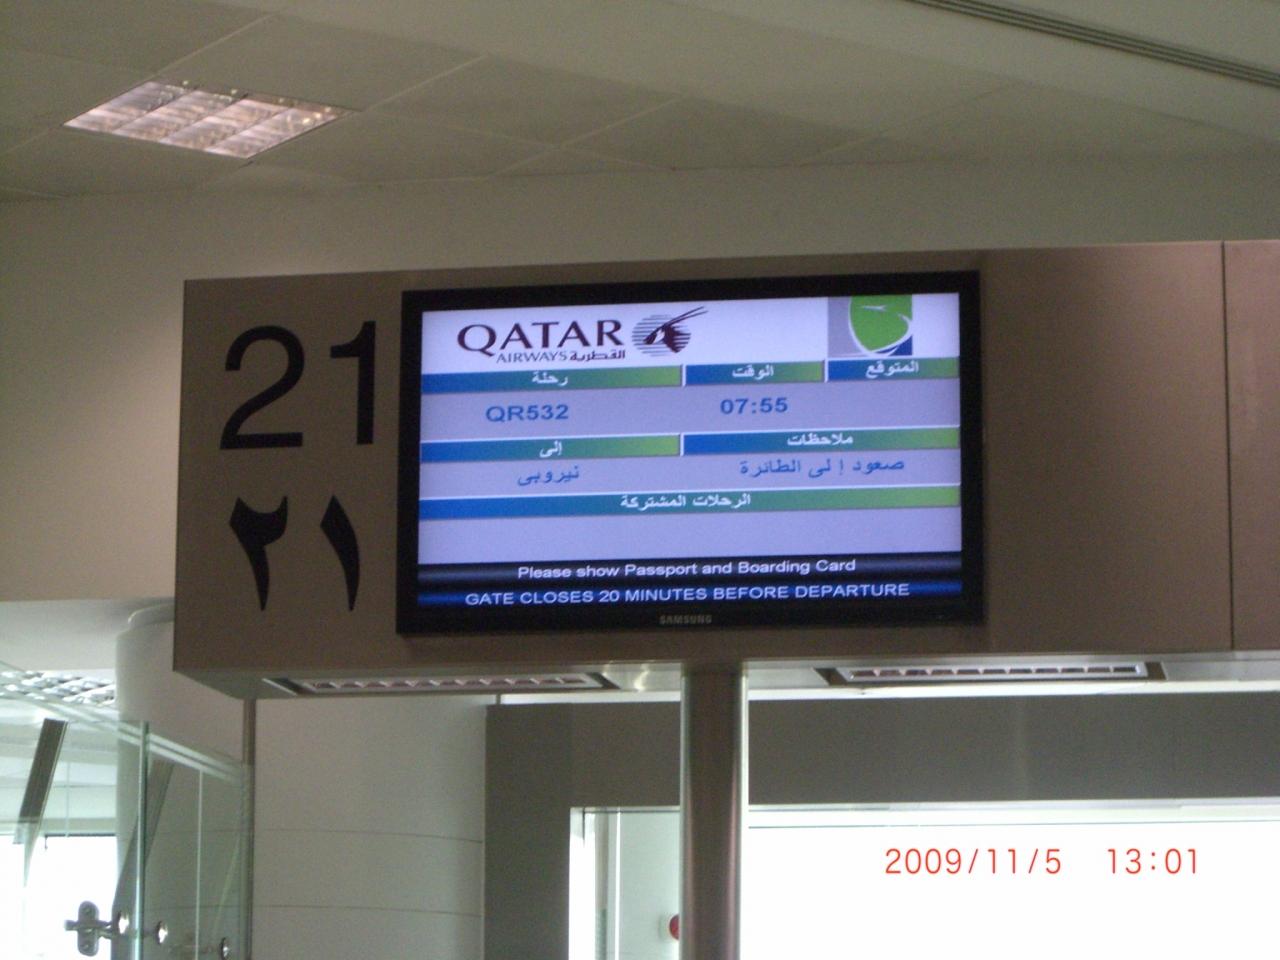 21
٢١
QATAR
AIRWAYS القطرية
رحلة
الوقت
المتوقع
QR532
07:55
إلى
ملاحظات
نيروبي
صعود إلى الطائرة
الرحلات المشتركة
Please show Passport and Boarding Card
GATE CLOSES 20 MINUTES BEFORE DEPARTURE
SAMSUNG
2009/11/5 13:01